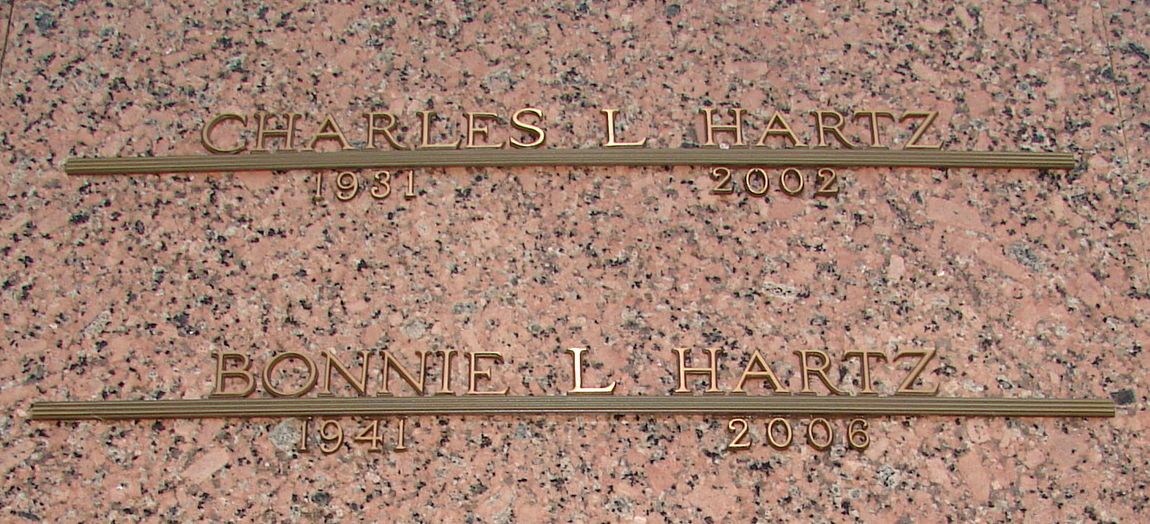 CHARLES L HARTZ
1931 2002
BONNIE L HARTZ
1941 2006